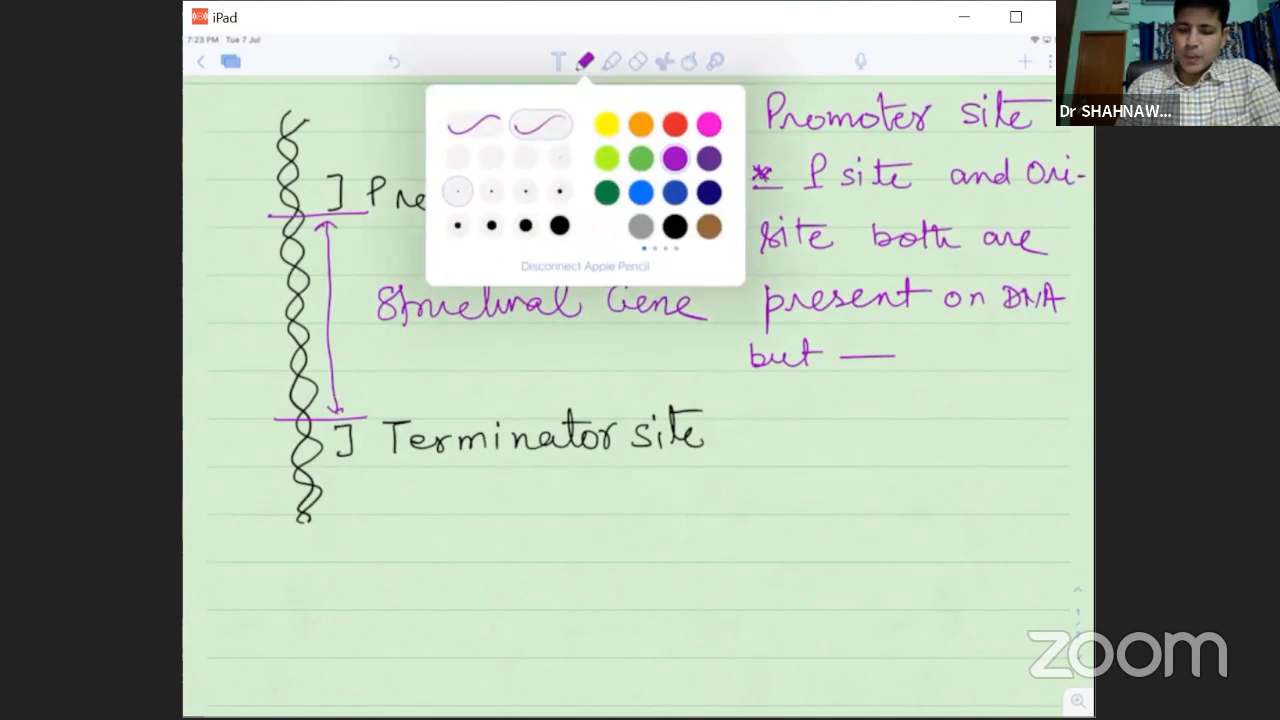 iPad
7:23 PM Tue 7 Jul
Dr SHAHNAW...
Promoter site
* P site and Ori-
site both are
present on DNA
but —
] Pr
Disconnect Apple Pencil
Structural Gene
] Terminator site
zoom